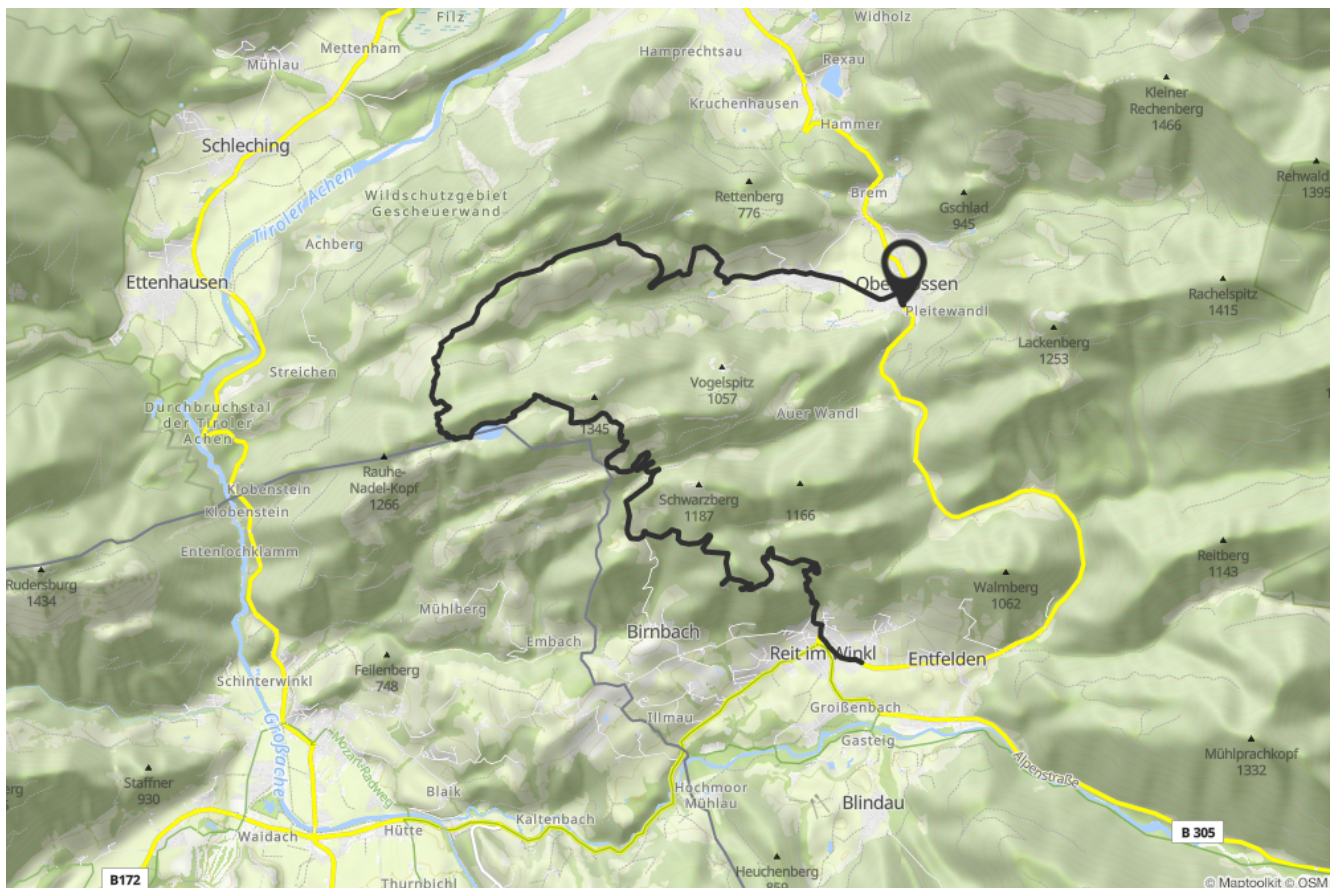 Filz
Widholz
Mettenham
Hamprechtsau
Mühlau
Rexau
Kleiner
Rechenberg
1466
Kruchenhausen
Hammer
Schleching
Tiroler Achen
Rettenberg
776
Brem
Gschlad
945
Rehwald
1395
Wildschutzgebiet
Gescheuerwand
Achberg
Ettenhausen
Pleitewandl
Rachelspitz
1415
Lackenberg
1253
Streichen
Vogelspitz
1057
Durchbruchstal
der Tiroler
Achen
Auer Wandl
1345
Rauhe-
Nadel-Kopf
1266
Klobenstein
Klobenstein
Schwarzberg
1187
1166
Entenlochklamm
Rudersburg
1434
Reitberg
1143
Walmberg
1062
Mühlberg
Embach
Birnbach
Reit im Winkl
Entfelden
Feilenberg
748
Schinterwinkl
Großache
Illmau
Groißenbach
Gasteig
Alpenstraße
Mühlprachkopf
1332
Staffner
930
Mozart-Radweg
Blaik
Hochmoor
Mühlau
Blindau
Waidach
Hütte
Kaltenbach
B 305
B172
Thurnbichl
Heuchenberg
859
© Maptoolkit © OSM